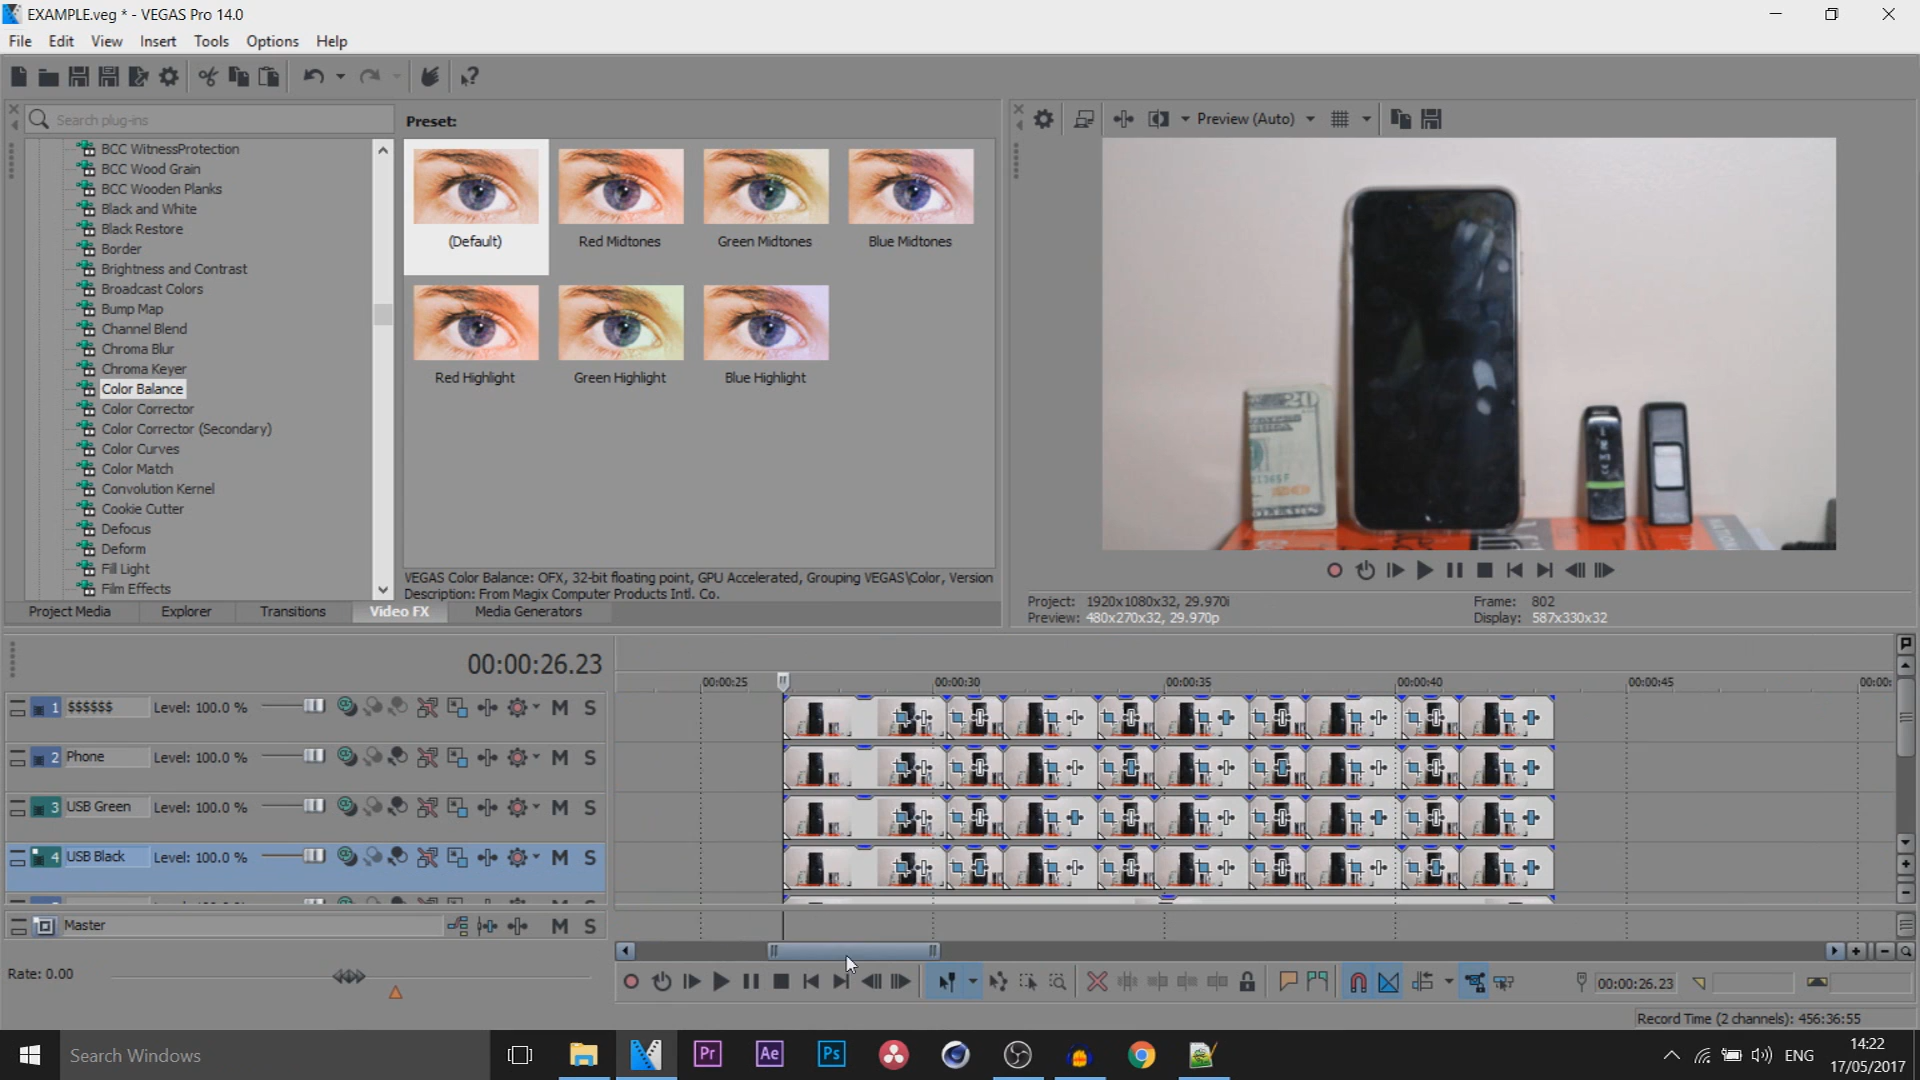 EXAMPLE.veg * - VEGAS Pro 14.0
File Edit View Insert Tools Options Help
Search plug-ins
BCC WitnessProtection
BCC Wood Grain
BCC Wooden Planks
Black and White
Black Restore
Border
Brightness and Contrast
Broadcast Colors
Bump Map
Channel Blend
Chroma Blur
Chroma Keyer
Color Balance
Color Corrector
Color Corrector (Secondary)
Color Curves
Color Match
Convolution Kernel
Cookie Cutter
Defocus
Deform
Fill Light
Film Effects
Preset:
(Default) Red Midtones Green Midtones Blue Midtones
Red Highlight Green Highlight Blue Highlight
VEGAS Color Balance: OFX, 32-bit floating point, GPU Accelerated, Grouping VEGAS\Color, Version
Description: From Magix Computer Products Intl. Co.
Project Media Explorer Transitions Video FX Media Generators
Preview (Auto)
20
Project: 1920x1080x32, 29.970i
Preview: 480x270x32, 29.970p
Frame: 802
Display: 587x330x32
00:00:26.23
00:00:25 00:00:30 00:00:35 00:00:40 00:00:45 00:00:
1 $$$$$$ Level: 100.0 % M S
2 Phone Level: 100.0 % M S
3 USB Green Level: 100.0 % M S
4 USB Black Level: 100.0 % M S
Master M S
Rate: 0.00
00:00:26.23
Record Time (2 channels): 456:36:55
Search Windows
Pr Ae Ps
ENG
14:22
17/05/2017